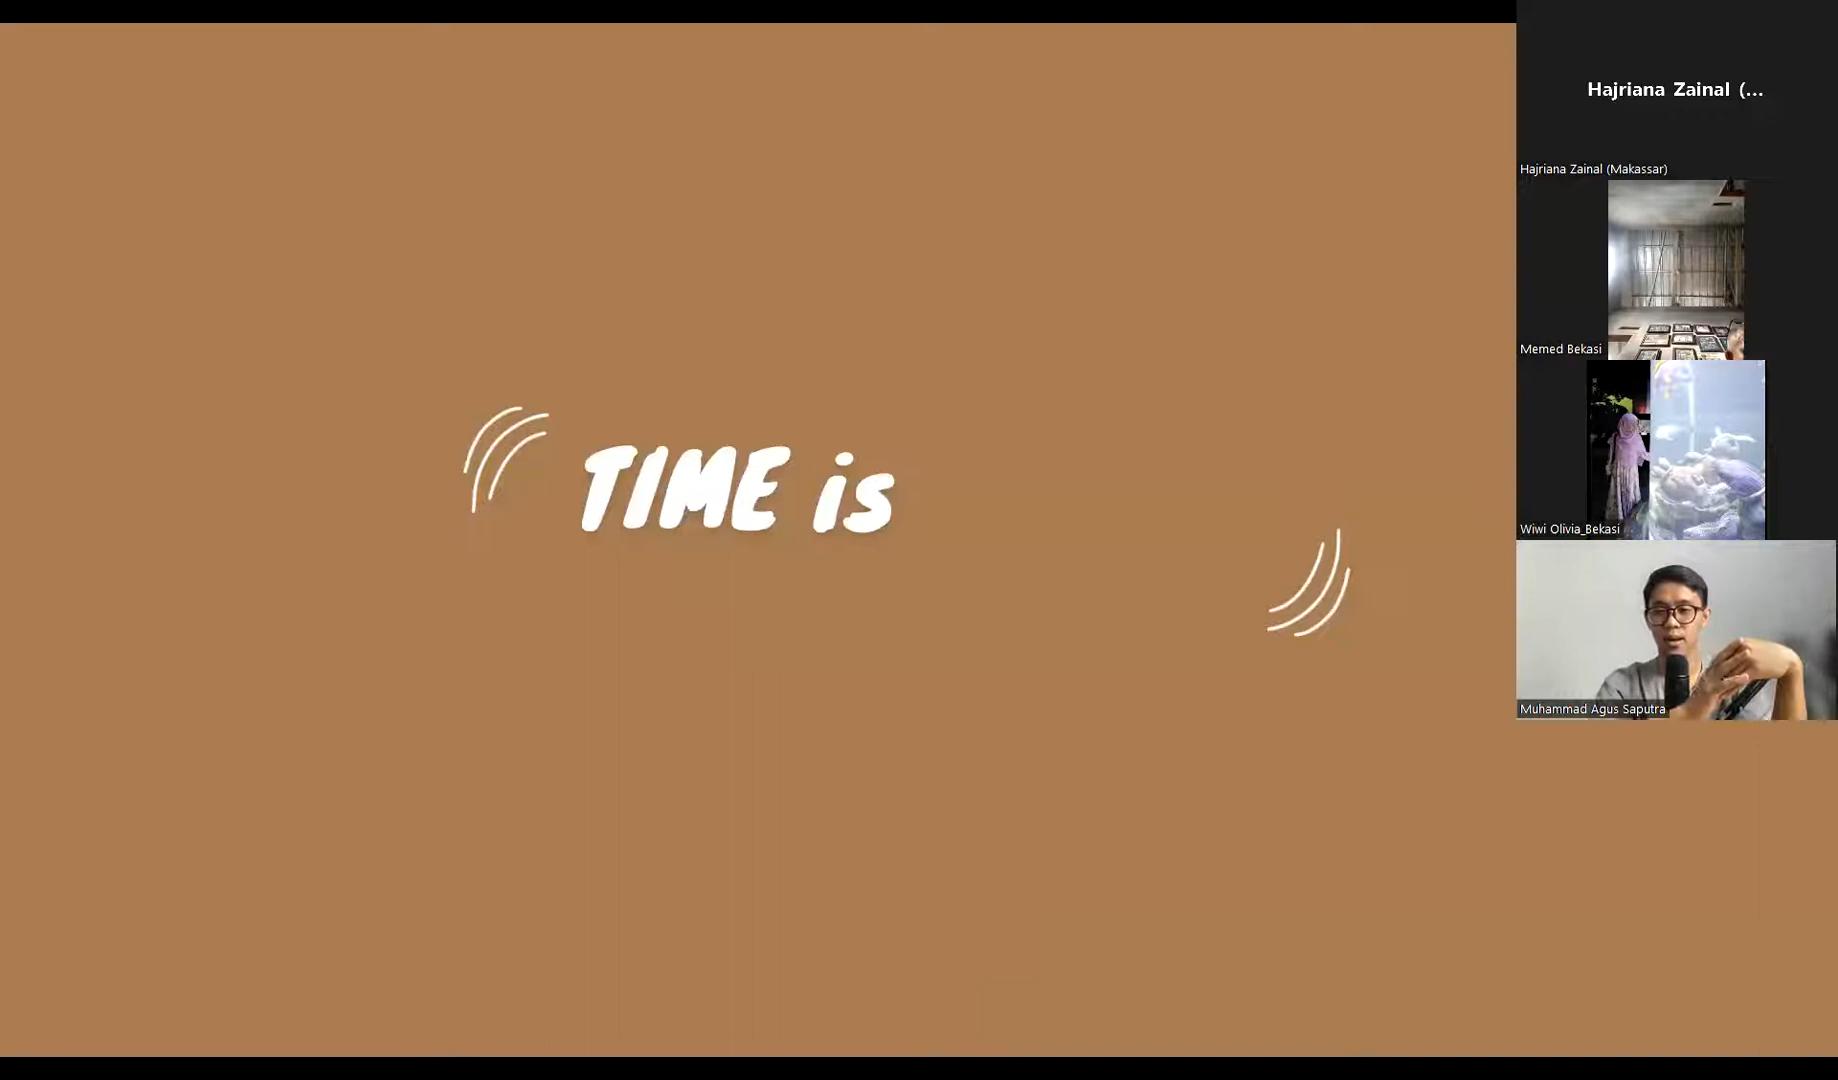 TIME is
Hajriana Zainal (...
Hajriana Zainal (Makassar)
Memed Bekasi
Wiwi Olivia_Bekasi
Muhammad Agus Saputra